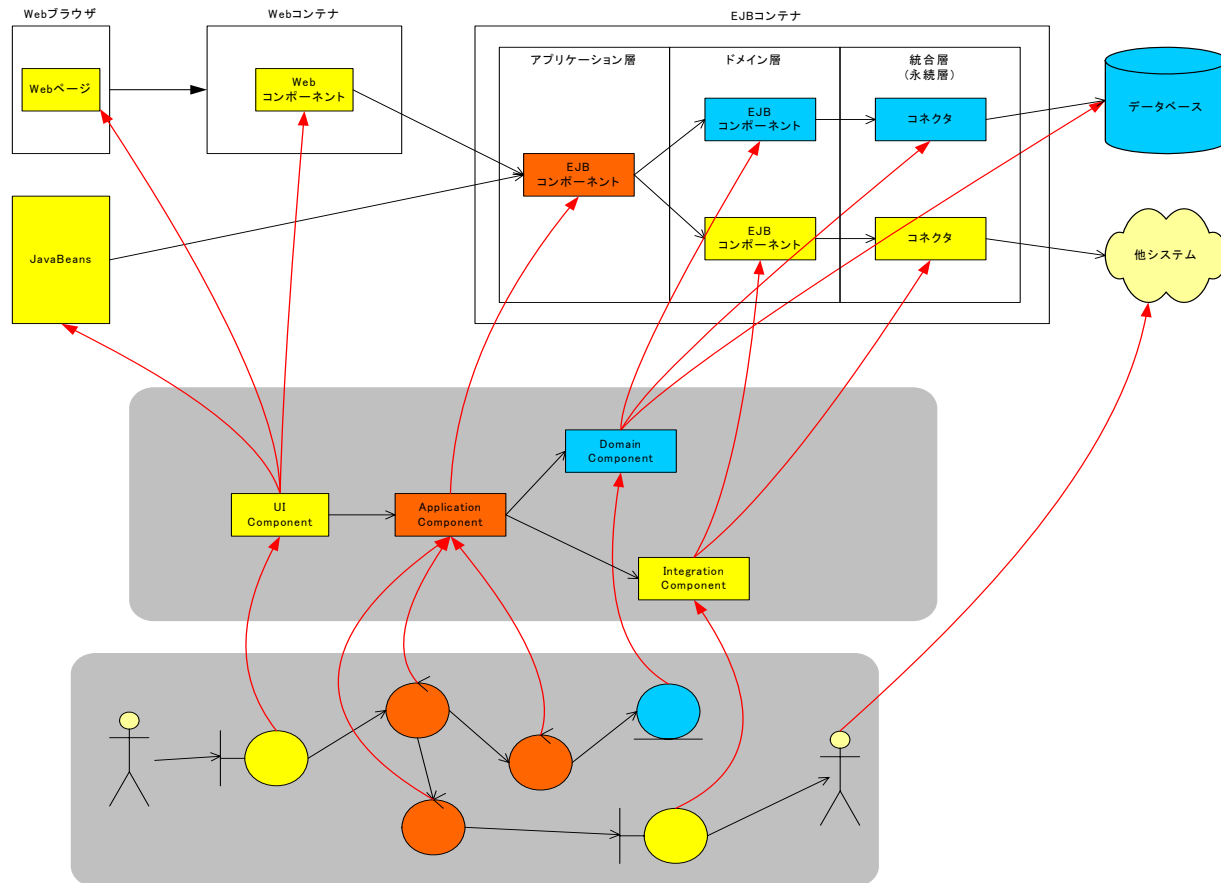 Webブラウザ
Webコンテナ
EJBコンテナ
アプリケーション層
ドメイン層
統合層
(永続層)
Webページ
Web
コンポーネント
EJB
コンポーネント
コネクタ
データベース
EJB
コンポーネント
JavaBeans
EJB
コンポーネント
コネクタ
他システム
Domain
Component
UI
Component
Application
Component
Integration
Component